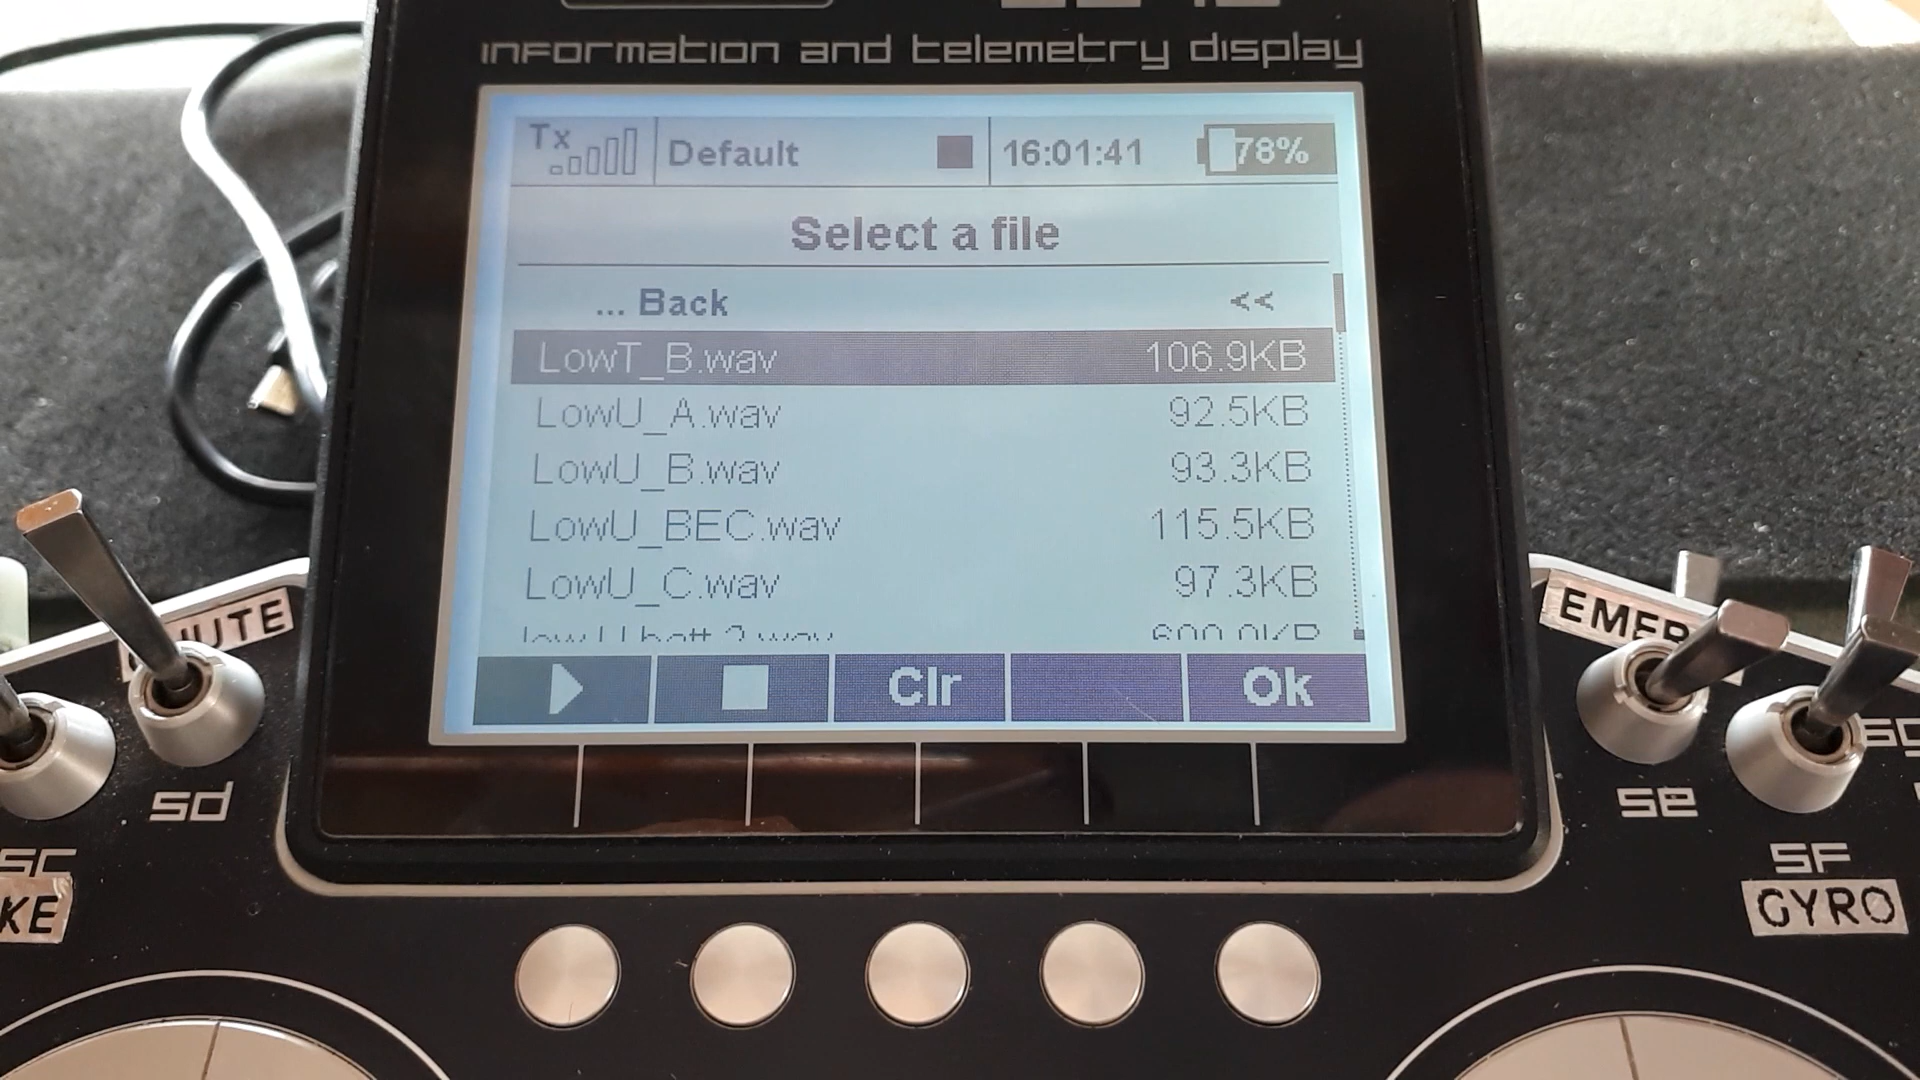 information and telemetry display
Tx Default 16:01:41 78%
Select a file
... Back <<
LowT_B.wav 106.9KB
LowU_A.wav 92.5KB
LowU_B.wav 93.3KB
LowU_BEC.wav 115.5KB
LowU_C.wav 97.3KB
Clr Ok
sd
se
sc
SF
GYRO